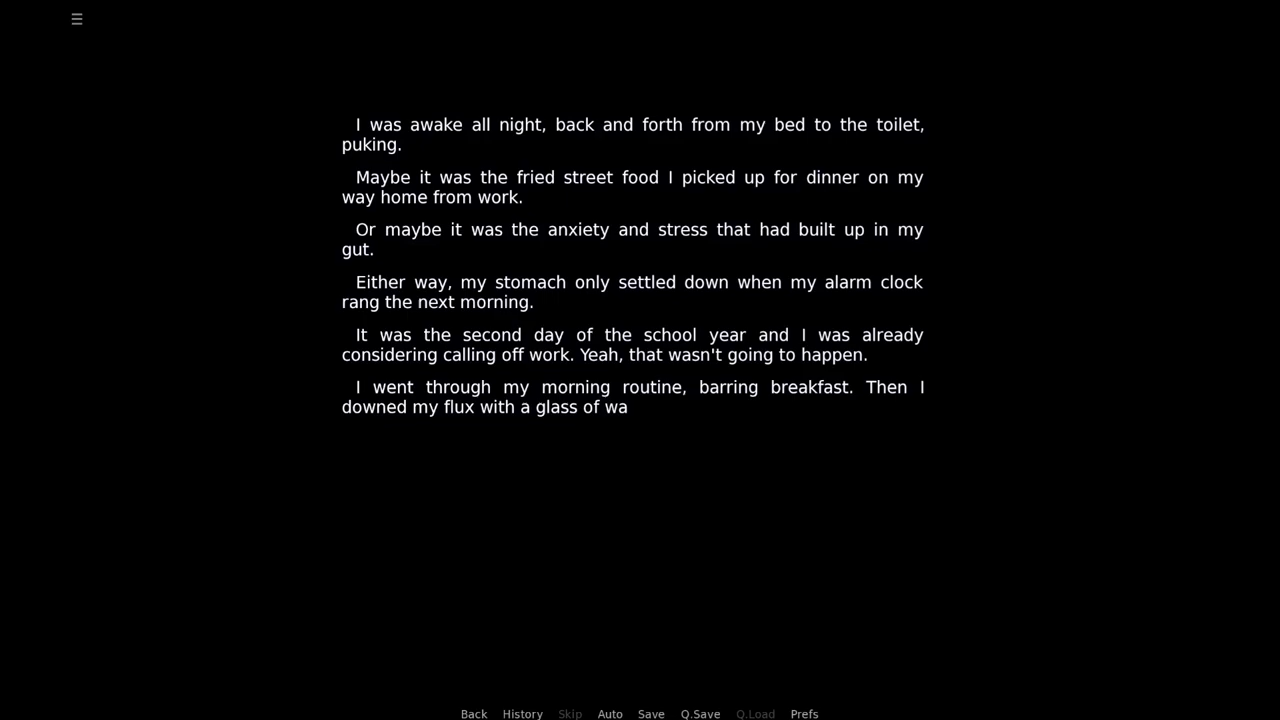 ☰
I was awake all night, back and forth from my bed to the toilet,
puking.
Maybe it was the fried street food I picked up for dinner on my
way home from work.
Or maybe it was the anxiety and stress that had built up in my
gut.
Either way, my stomach only settled down when my alarm clock
rang the next morning.
It was the second day of the school year and I was already
considering calling off work. Yeah, that wasn't going to happen.
I went through my morning routine, barring breakfast. Then I
downed my flux with a glass of wa
Back History Skip Auto Save Q.Save Q.Load Prefs